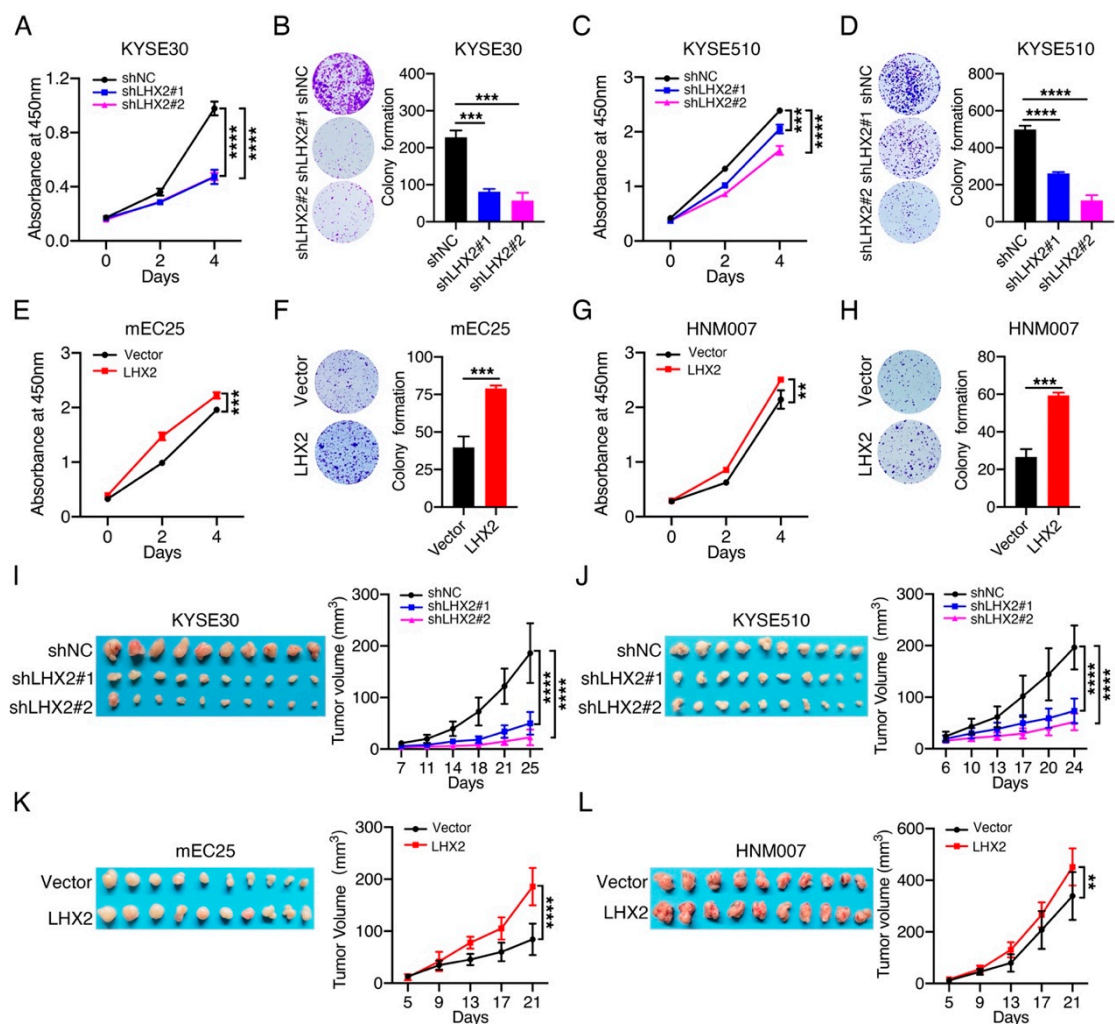 A
KYSE30
shNC
shLHX2#1
shLHX2#2
Absorbance at 450nm
1.2
0.8
0.4
0.0
0 2 4
Days
****
****
B
KYSE30
shLHX2#2 shLHX2#1 shNC
Colony formation
400
300
200
100
0
***
***
shNC
shLHX2#1
shLHX2#2
C
KYSE510
shNC
shLHX2#1
shLHX2#2
Absorbance at 450nm
3
2
1
0
0 2 4
Days
***
****
D
KYSE510
shLHX2#2 shLHX2#1 shNC
Colony formation
800
600
400
200
0
****
****
shNC
shLHX2#1
shLHX2#2
E
mEC25
Vector
LHX2
Absorbance at 450nm
3
2
1
0
0 2 4
Days
***
F
mEC25
Vector
LHX2
Colony formation
100
75
50
25
0
***
Vector
LHX2
G
HNM007
Vector
LHX2
Absorbance at 450nm
3
2
1
0
0 2 4
Days
**
H
HNM007
Vector
LHX2
Colony formation
80
60
40
20
0
***
Vector
LHX2
I
KYSE30
shNC
shLHX2#1
shLHX2#2
Tumor volume (mm³)
300
200
100
0
shNC
shLHX2#1
shLHX2#2
7 11 14 18 21 25
Days
****
****
J
KYSE510
shNC
shLHX2#1
shLHX2#2
Tumor Volume (mm³)
300
200
100
0
shNC
shLHX2#1
shLHX2#2
6 10 13 17 20 24
Days
****
****
K
mEC25
Vector
LHX2
Tumor Volume (mm³)
300
200
100
0
Vector
LHX2
5 9 13 17 21
Days
****
L
HNM007
Vector
LHX2
Tumor volume (mm³)
600
400
200
0
Vector
LHX2
5 9 13 17 21
Days
**